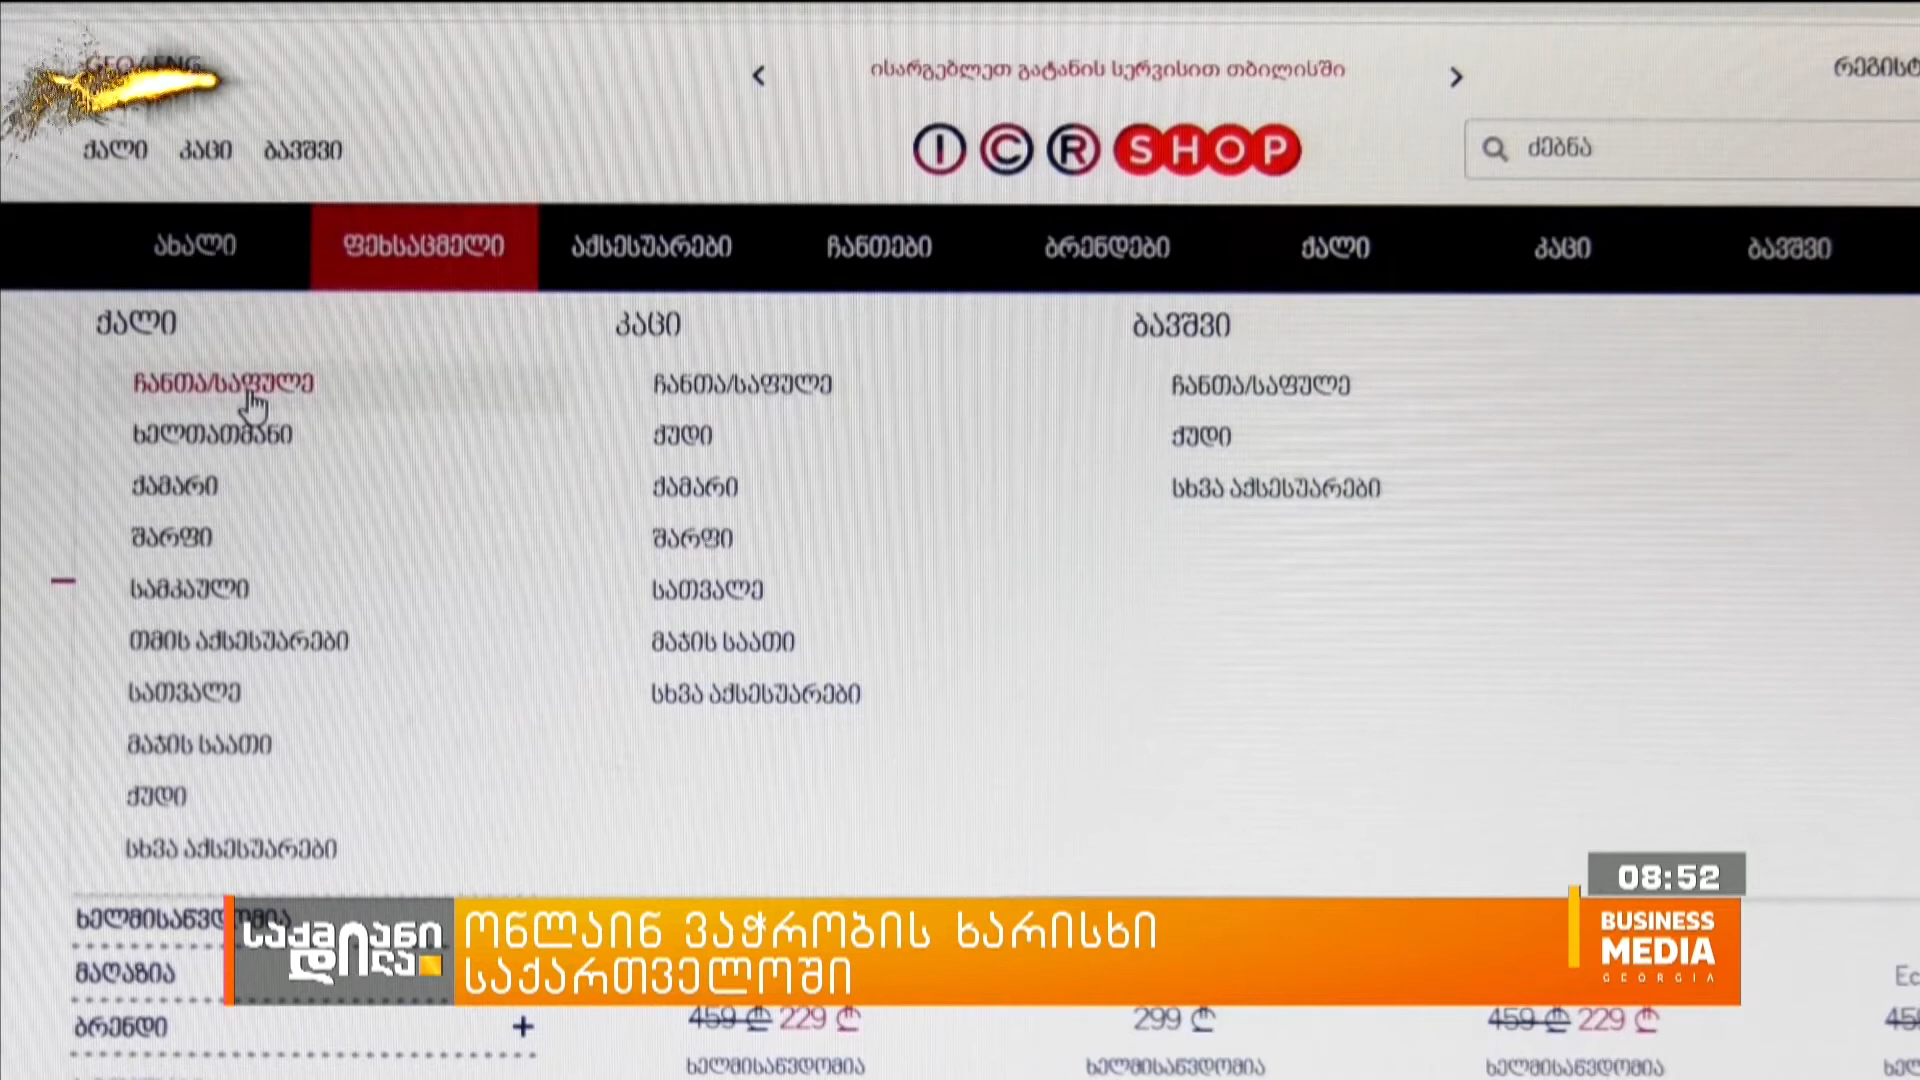 GEO / ENG
ისარგებლეთ გატანის სერვისით თბილისში
ქალი კაცი ბავშვი
ICR SHOP
ძებნა
ახალი ფეხსაცმელი აქსესუარები ჩანთები ბრენდები ქალი კაცი ბავშვი
ქალი
ჩანთა/საფულე
ხელთათმანი
ქამარი
შარფი
სამკაული
თმის აქსესუარები
სათვალე
მაჯის საათი
ქუდი
სხვა აქსესუარები
კაცი
ჩანთა/საფულე
ქუდი
ქამარი
შარფი
სათვალე
მაჯის საათი
სხვა აქსესუარები
ბავშვი
ჩანთა/საფულე
ქუდი
სხვა აქსესუარები
ხელმისაწვდომია
მაღაზია
ბრენდი +
459 ₾ 229 ₾
ხელმისაწვდომია
299 ₾
ხელმისაწვდომია
459 ₾ 229 ₾
ხელმისაწვდომია
საქმიანი
დილა
ონლაინ ვაჭრობის ხარისხი
საქართველოში
08:52
BUSINESS
MEDIA
GEORGIA